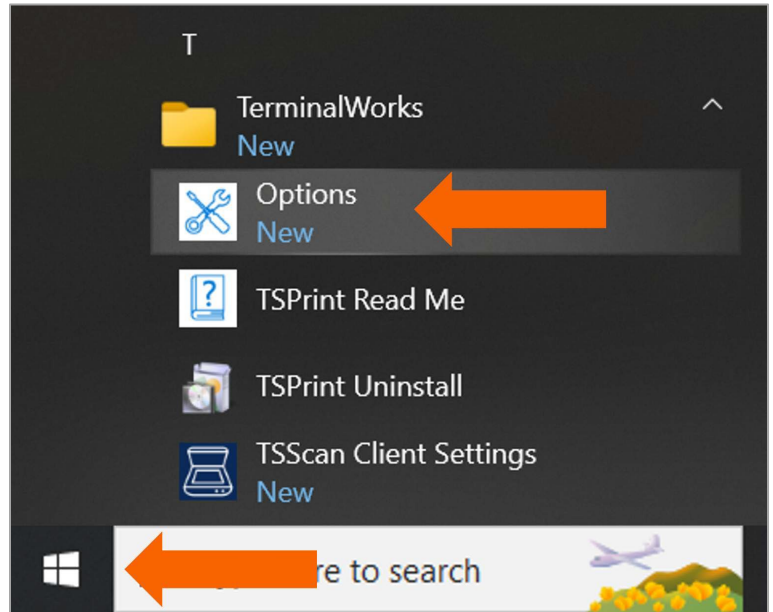 T
TerminalWorks
New
Options
New
TSPrint Read Me
TSPrint Uninstall
TSScan Client Settings
New
re to search